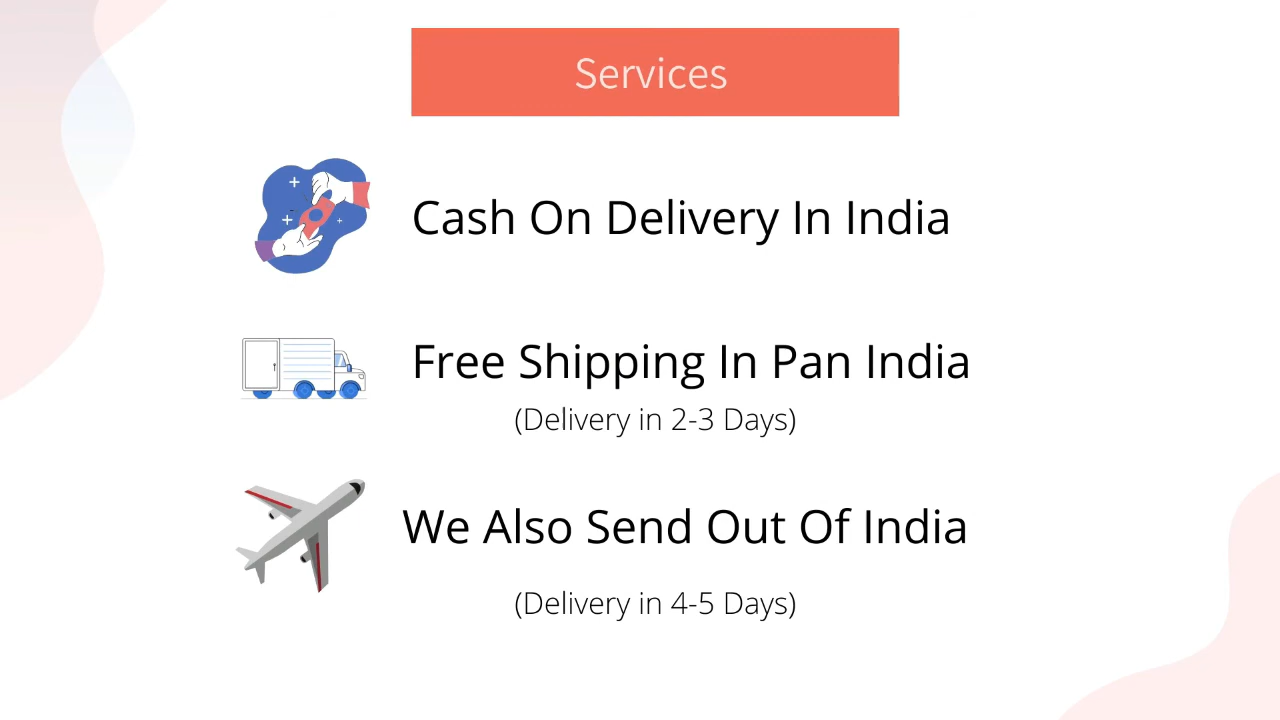 Services
Cash On Delivery In India
Free Shipping In Pan India
(Delivery in 2-3 Days)
We Also Send Out Of India
(Delivery in 4-5 Days)